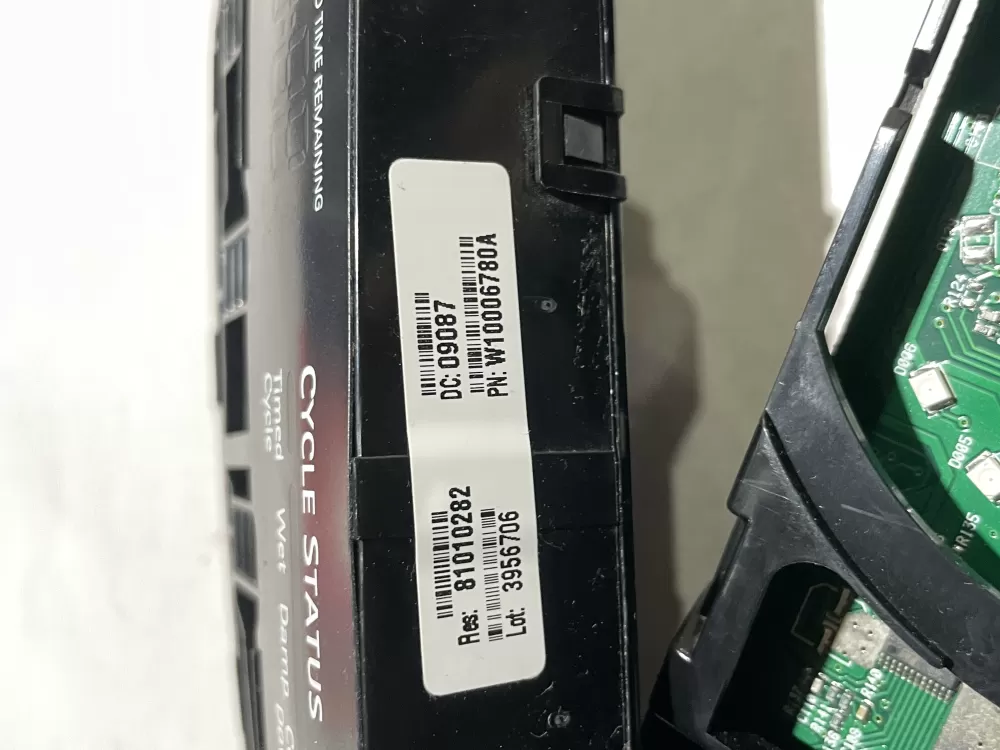 TIME REMAINING
CYCLE STATUS
Timed Wet Damp
Cycle
DC: 09087
PN: W10006780A
Res: 81010282
Lot: 3956706
R124
D006
D005
R135
R149